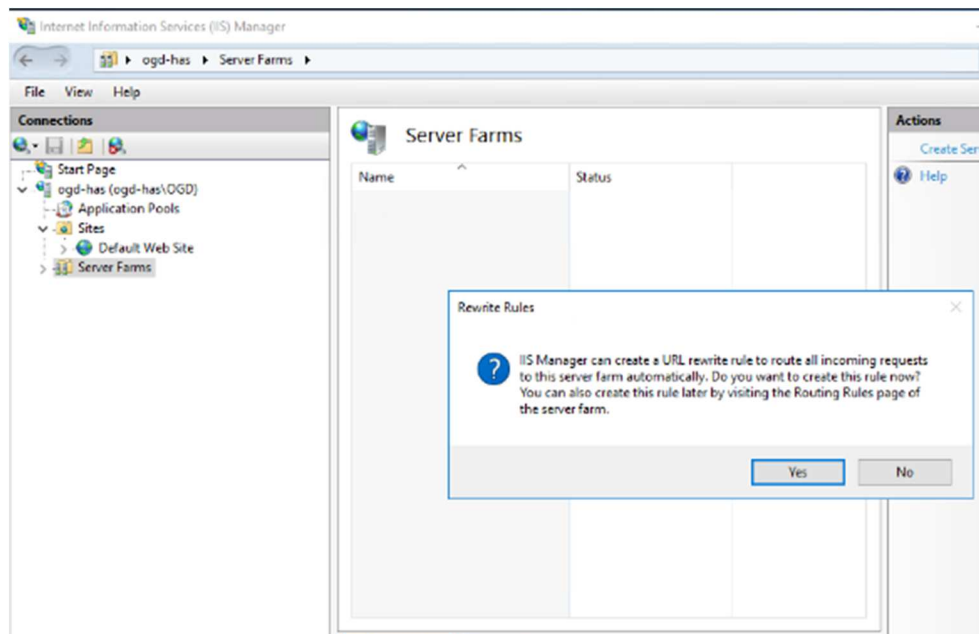 Internet Information Services (IIS) Manager
ogd-has Server Farms
File View Help
Connections
Start Page
ogd-has (ogd-has\OGD)
Application Pools
Sites
Default Web Site
Server Farms
Server Farms
Name Status
Rewrite Rules
IIS Manager can create a URL rewrite rule to route all incoming requests
to this server farm automatically. Do you want to create this rule now?
You can also create this rule later by visiting the Routing Rules page of
the server farm.
Yes No
Actions
Create Ser
Help